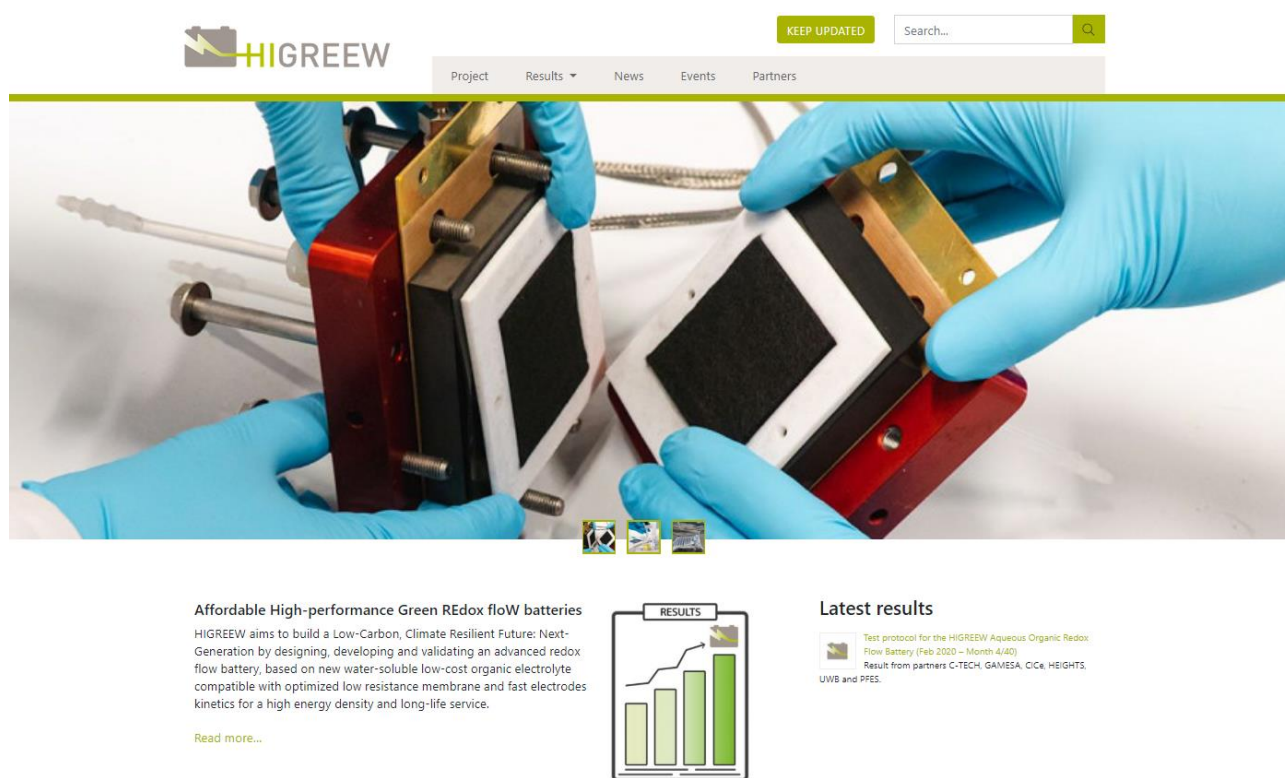 HIGREEW
KEEP UPDATED
Search...
Project
Results
News
Events
Partners
Affordable High-performance Green REdox floW batteries
HIGREEW aims to build a Low-Carbon, Climate Resilient Future: Next-
Generation by designing, developing and validating an advanced redox
flow battery, based on new water-soluble low-cost organic electrolyte
compatible with optimized low resistance membrane and fast electrodes
kinetics for a high energy density and long-life service.
Read more...
RESULTS
Latest results
Test protocol for the HIGREEW Aqueous Organic Redox
Flow Battery (Feb 2020 – Month 4/40)
Result from partners C-TECH, GAMESA, CICe, HEIGHTS,
UWB and PFES.